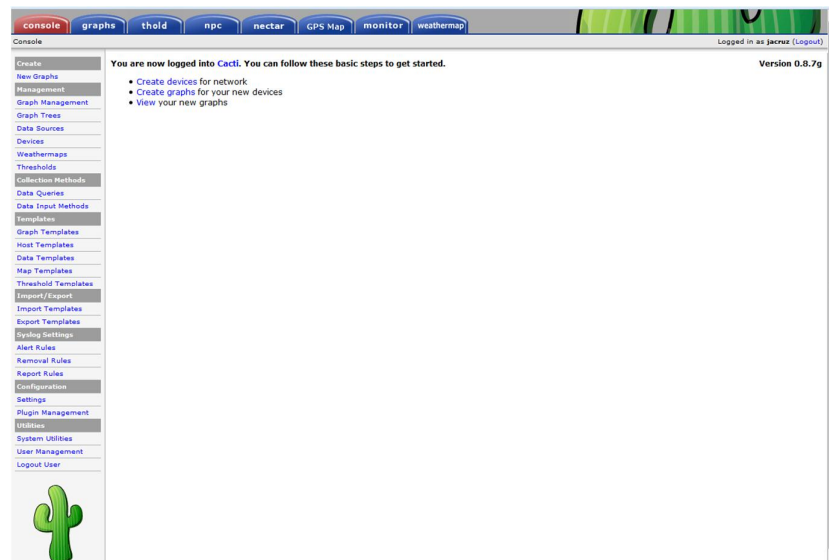 console graphs thold npc nectar GPS Map monitor weathermap
Console Logged in as jacruz (Logout)
Create
New Graphs
Management
Graph Management
Graph Trees
Data Sources
Devices
Weathermaps
Thresholds
Collection Methods
Data Queries
Data Input Methods
Templates
Graph Templates
Host Templates
Data Templates
Map Templates
Threshold Templates
Import/Export
Import Templates
Export Templates
Syslog Settings
Alert Rules
Removal Rules
Report Rules
Configuration
Settings
Plugin Management
Utilities
System Utilities
User Management
Logout User
You are now logged into Cacti. You can follow these basic steps to get started. Version 0.8.7g
• Create devices for network
• Create graphs for your new devices
• View your new graphs